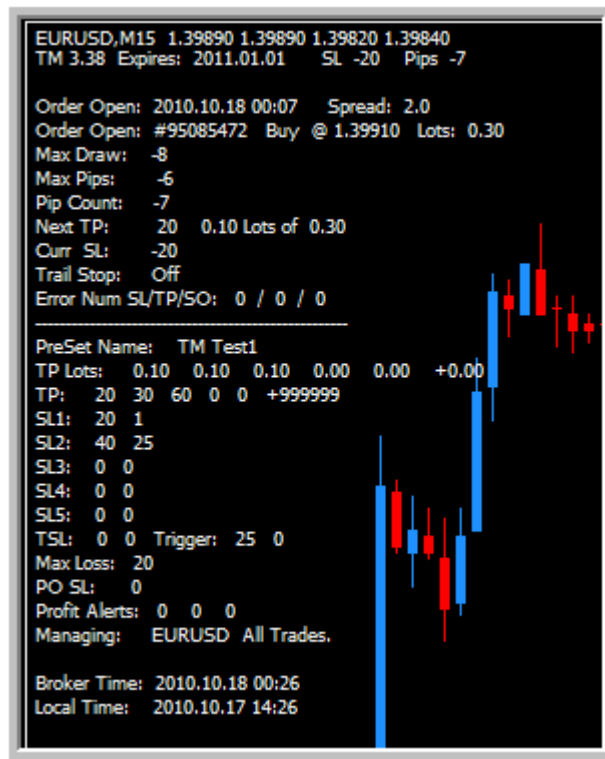 EURUSD,M15 1.39890 1.39890 1.39820 1.39840
TM 3.38 Expires: 2011.01.01 SL -20 Pips -7
Order Open: 2010.10.18 00:07 Spread: 2.0
Order Open: #95085472 Buy @ 1.39910 Lots: 0.30
Max Draw: -8
Max Pips: -6
Pip Count: -7
Next TP: 20 0.10 Lots of 0.30
Curr SL: -20
Trail Stop: Off
Error Num SL/TP/SO: 0 / 0 / 0
----------------------------------------------------
PreSet Name: TM Test1
TP Lots: 0.10 0.10 0.10 0.00 0.00 +0.00
TP: 20 30 60 0 0 +999999
SL1: 20 1
SL2: 40 25
SL3: 0 0
SL4: 0 0
SL5: 0 0
TSL: 0 0 Trigger: 25 0
Max Loss: 20
PO SL: 0
Profit Alerts: 0 0 0
Managing: EURUSD All Trades.
Broker Time: 2010.10.18 00:26
Local Time: 2010.10.17 14:26